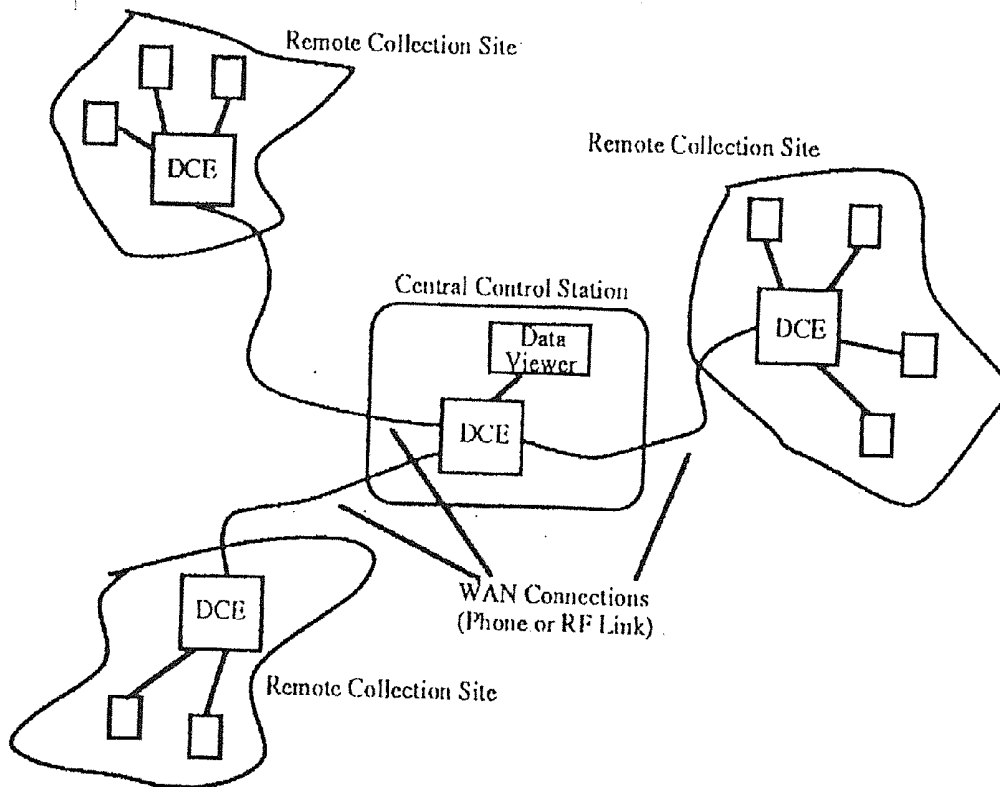 Remote Collection Site
DCE
Remote Collection Site
DCE
Central Control Station
Data
Viewer
DCE
WAN Connections
(Phone or RF Link)
DCE
Remote Collection Site